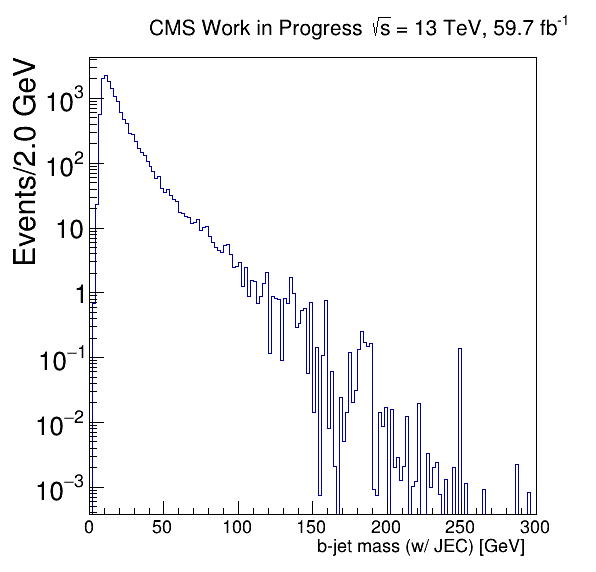 CMS Work in Progress √s = 13 TeV, 59.7 fb⁻¹
Events/2.0 GeV
10³
10²
10
1
10⁻¹
10⁻²
10⁻³
0 50 100 150 200 250 300
b-jet mass (w/ JEC) [GeV]